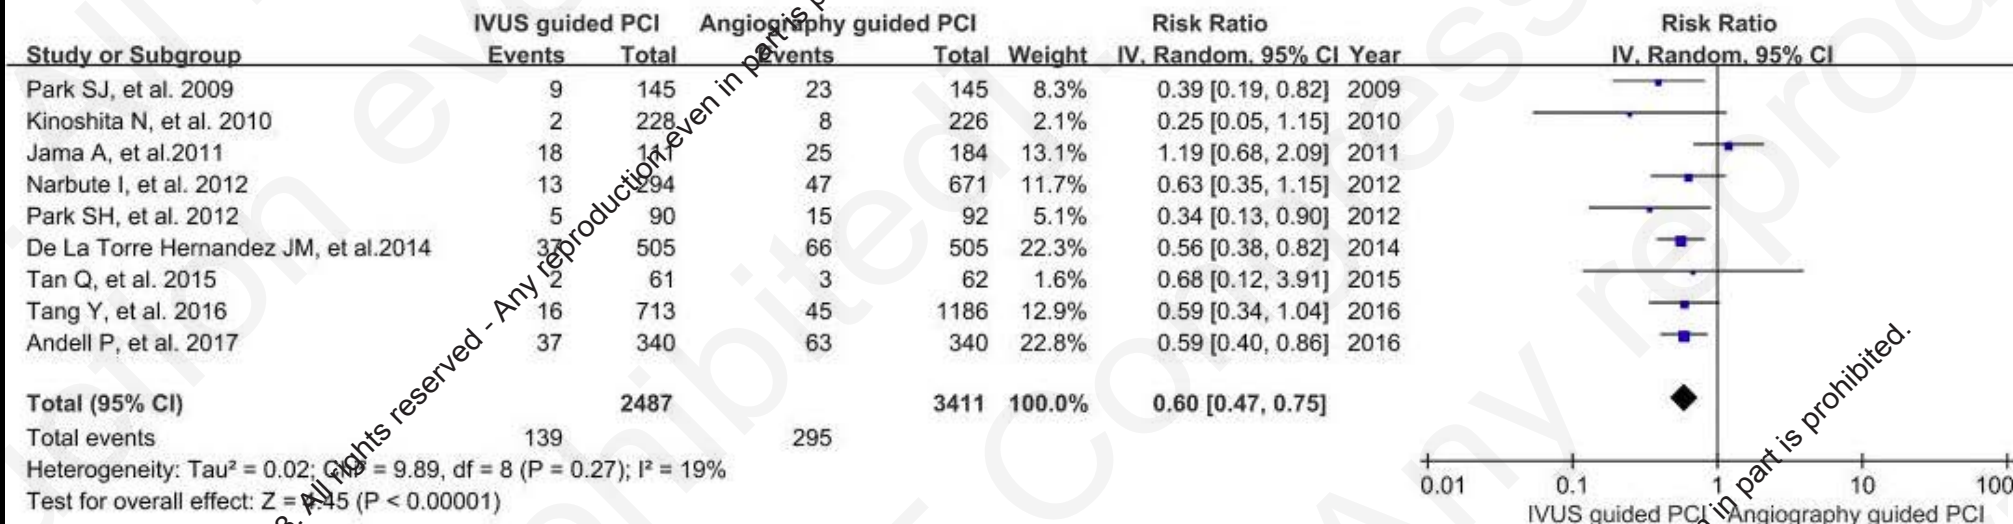 IVUS guided PCI Angiography guided PCI Risk Ratio Risk Ratio
Study or Subgroup Events Total Events Total Weight IV, Random, 95% CI Year IV, Random, 95% CI
Park SJ, et al. 2009 9 145 23 145 8.3% 0.39 [0.19, 0.82] 2009
Kinoshita N, et al. 2010 2 228 8 226 2.1% 0.25 [0.05, 1.15] 2010
Jama A, et al.2011 18 111 25 184 13.1% 1.19 [0.68, 2.09] 2011
Narbute I, et al. 2012 13 294 47 671 11.7% 0.63 [0.35, 1.15] 2012
Park SH, et al. 2012 5 90 15 92 5.1% 0.34 [0.13, 0.90] 2012
De La Torre Hernandez JM, et al.2014 37 505 66 505 22.3% 0.56 [0.38, 0.82] 2014
Tan Q, et al. 2015 2 61 3 62 1.6% 0.68 [0.12, 3.91] 2015
Tang Y, et al. 2016 16 713 45 1186 12.9% 0.59 [0.34, 1.04] 2016
Andell P, et al. 2017 37 340 63 340 22.8% 0.59 [0.40, 0.86] 2016
Total (95% CI) 2487 3411 100.0% 0.60 [0.47, 0.75]
Total events 139 295
Heterogeneity: Tau² = 0.02; Chi² = 9.89, df = 8 (P = 0.27); I² = 19%
Test for overall effect: Z = 4.45 (P < 0.00001)
0.01 0.1 1 10 100
IVUS guided PCI Angiography guided PCI
All rights reserved - Any reproduction even in part is
in part is prohibited.